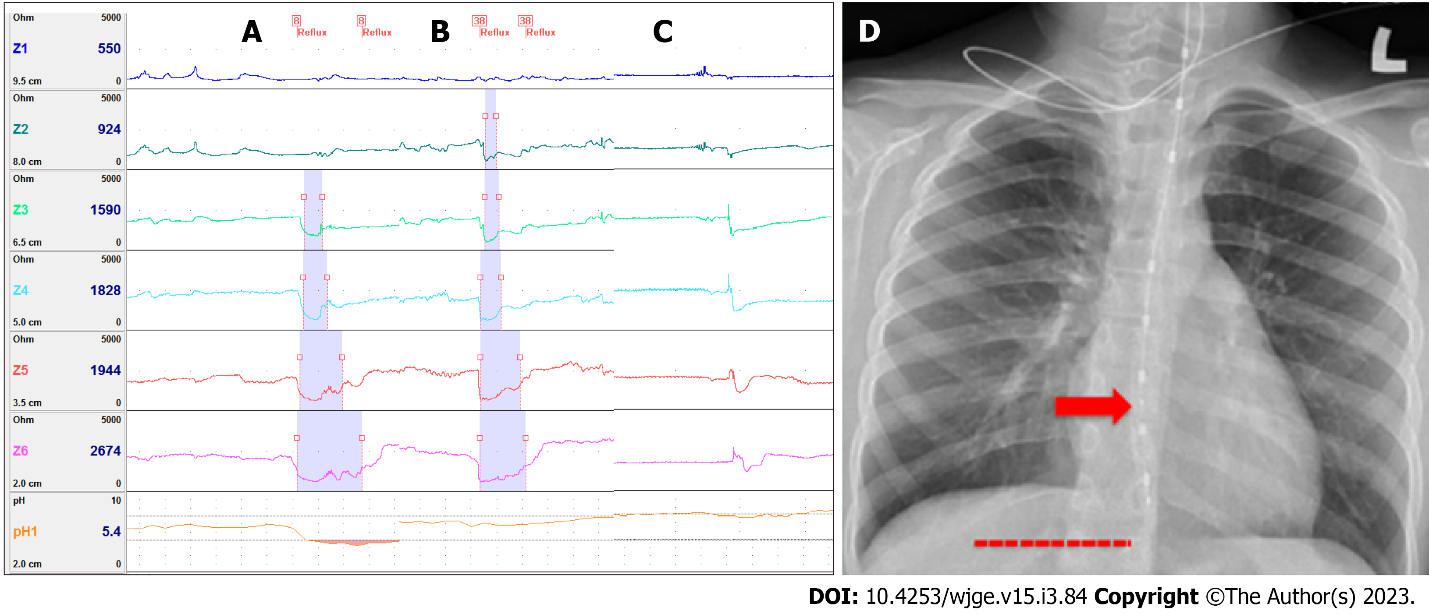 A B C D
8 8 38 38
Reflux Reflux Reflux Reflux
L
Ohm 5000
Z1 550
9.5 cm 0
Ohm 5000
Z2 924
8.0 cm 0
Ohm 5000
Z3 1590
6.5 cm 0
Ohm 5000
Z4 1828
5.0 cm 0
Ohm 5000
Z5 1944
3.5 cm 0
Ohm 5000
Z6 2674
2.0 cm 0
pH 10
pH1 5.4
2.0 cm 0
DOI: 10.4253/wjge.v15.i3.84 Copyright ©The Author(s) 2023.